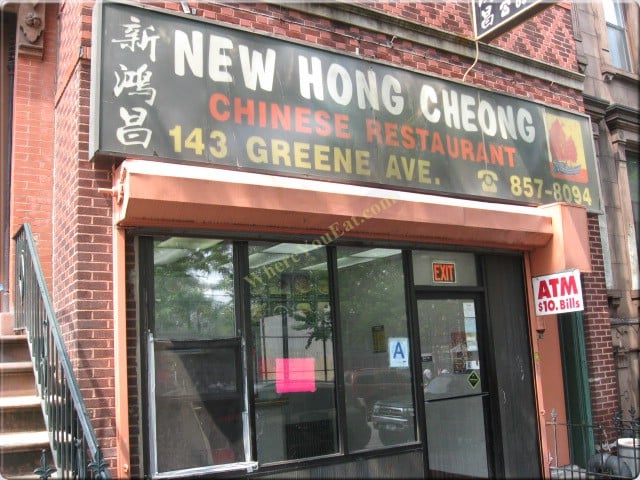 新鴻昌
NEW HONG CHEONG
CHINESE RESTAURANT
143 GREENE AVE. ☎ 857-8094
WhereYouEat.com
EXIT
ATM
$10. Bills
A